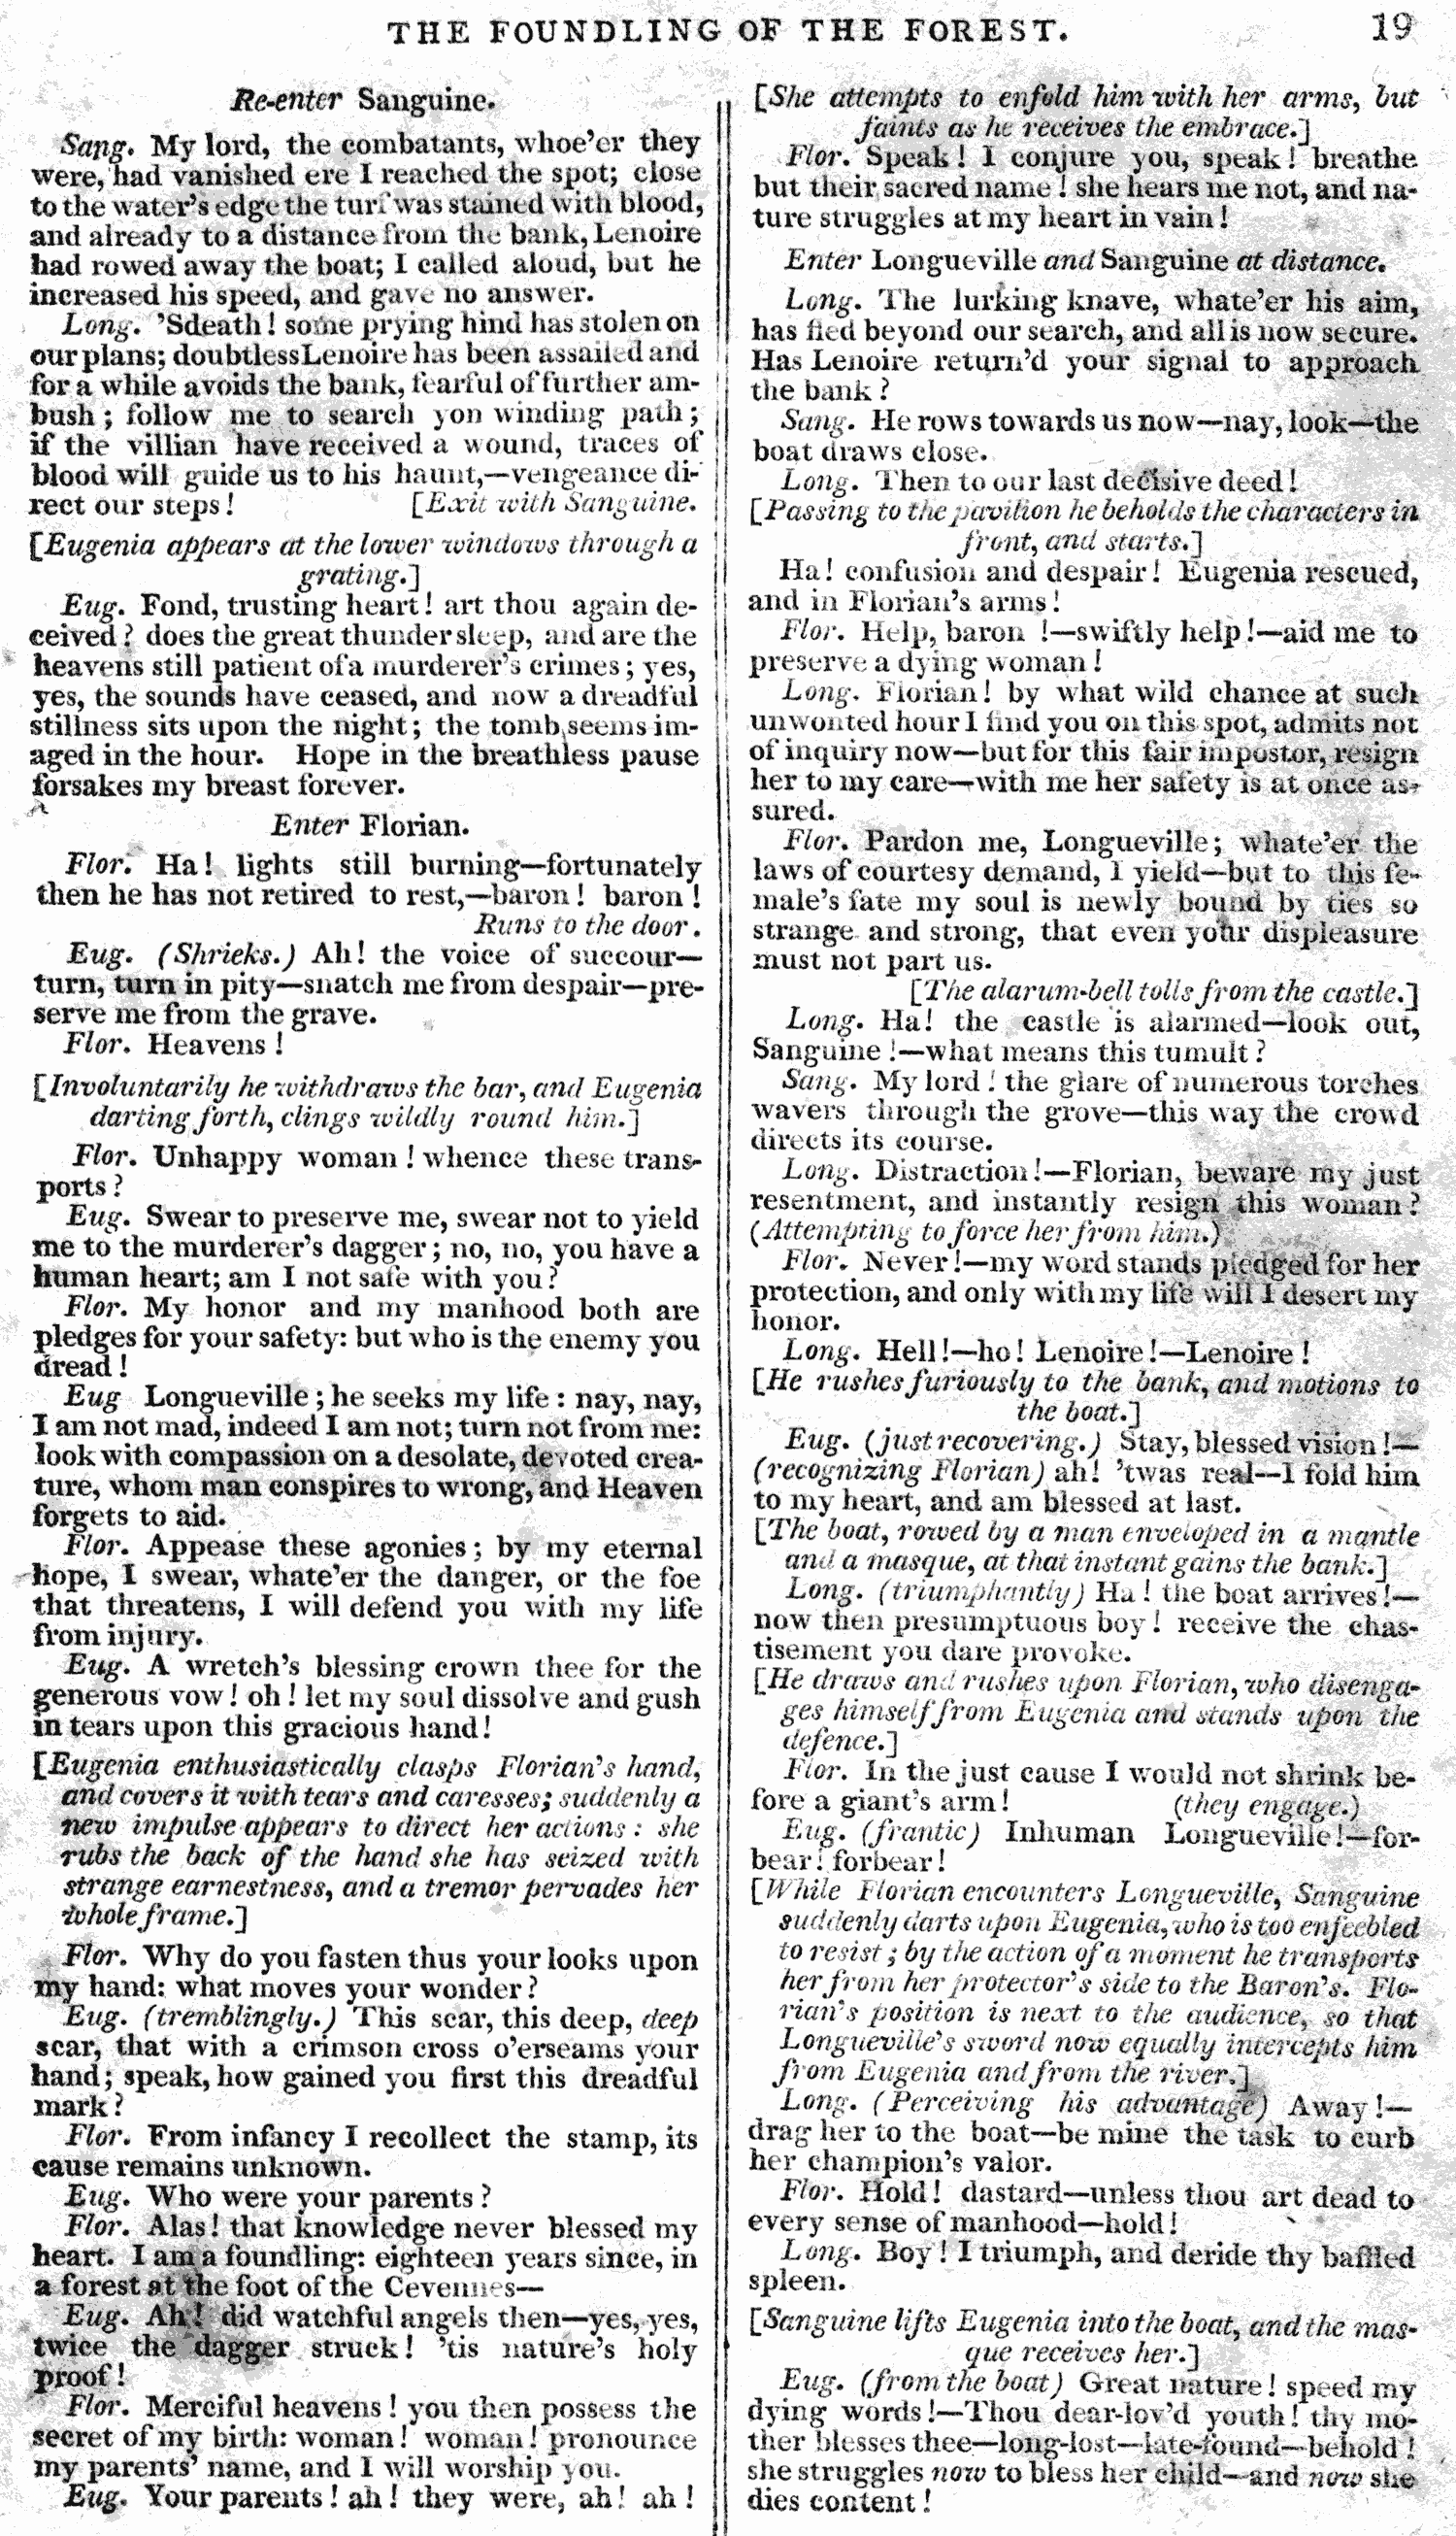 THE FOUNDLING OF THE FOREST. 19
Re-enter Sanguine.
Sang. My lord, the combatants, whoe'er they
were, had vanished ere I reached the spot; close
to the water's edge the turf was stained with blood,
and already to a distance from the bank, Lenoire
had rowed away the boat; I called aloud, but he
increased his speed, and gave no answer.
Long. 'Sdeath! some prying hind has stolen on
our plans; doubtless Lenoire has been assailed and
for a while avoids the bank, fearful of further am-
bush; follow me to search yon winding path;
if the villian have received a wound, traces of
blood will guide us to his haunt,—vengeance di-
rect our steps! [Exit with Sanguine.
[Eugenia appears at the lower windows through a
grating.]
Eug. Fond, trusting heart! art thou again de-
ceived? does the great thunder sleep, and are the
heavens still patient of a murderer's crimes; yes,
yes, the sounds have ceased, and now a dreadful
stillness sits upon the night; the tomb seems im-
aged in the hour. Hope in the breathless pause
forsakes my breast forever.
Enter Florian.
Flor. Ha! lights still burning—fortunately
then he has not retired to rest,—baron! baron!
Runs to the door.
Eug. (Shrieks.) Ah! the voice of succour—
turn, turn in pity—snatch me from despair—pre-
serve me from the grave.
Flor. Heavens!
[Involuntarily he withdraws the bar, and Eugenia
darting forth, clings wildly round him.]
Flor. Unhappy woman! whence these trans-
ports?
Eug. Swear to preserve me, swear not to yield
me to the murderer's dagger; no, no, you have a
human heart; am I not safe with you?
Flor. My honor and my manhood both are
pledges for your safety: but who is the enemy you
dread!
Eug Longueville; he seeks my life: nay, nay,
I am not mad, indeed I am not; turn not from me:
look with compassion on a desolate, devoted crea-
ture, whom man conspires to wrong, and Heaven
forgets to aid.
Flor. Appease these agonies; by my eternal
hope, I swear, whate'er the danger, or the foe
that threatens, I will defend you with my life
from injury.
Eug. A wretch's blessing crown thee for the
generous vow! oh! let my soul dissolve and gush
in tears upon this gracious hand!
[Eugenia enthusiastically clasps Florian's hand,
and covers it with tears and caresses; suddenly a
new impulse appears to direct her actions: she
rubs the back of the hand she has seized with
strange earnestness, and a tremor pervades her
whole frame.]
Flor. Why do you fasten thus your looks upon
my hand: what moves your wonder?
Eug. (tremblingly.) This scar, this deep, deep
scar, that with a crimson cross o'erseams your
hand; speak, how gained you first this dreadful
mark?
Flor. From infancy I recollect the stamp, its
cause remains unknown.
Eug. Who were your parents?
Flor. Alas! that knowledge never blessed my
heart. I am a foundling: eighteen years since, in
a forest at the foot of the Cevennes—
Eug. Ah! did watchful angels then—yes, yes,
twice the dagger struck! 'tis nature's holy
proof!
Flor. Merciful heavens! you then possess the
secret of my birth: woman! woman! pronounce
my parents' name, and I will worship you.
Eug. Your parents! ah! they were, ah! ah!
[She attempts to enfold him with her arms, but
faints as he receives the embrace.]
Flor. Speak! I conjure you, speak! breathe
but their sacred name! she hears me not, and na-
ture struggles at my heart in vain!
Enter Longueville and Sanguine at distance.
Long. The lurking knave, whate'er his aim,
has fled beyond our search, and all is now secure.
Has Lenoire return'd your signal to approach
the bank?
Sang. He rows towards us now—nay, look—the
boat draws close.
Long. Then to our last decisive deed!
[Passing to the pavilion he beholds the characters in
front, and starts.]
Ha! confusion and despair! Eugenia rescued,
and in Florian's arms!
Flor. Help, baron!—swiftly help!—aid me to
preserve a dying woman!
Long. Florian! by what wild chance at such
unwonted hour I find you on this spot, admits not
of inquiry now—but for this fair impostor, resign
her to my care—with me her safety is at once as-
sured.
Flor. Pardon me, Longueville; whate'er the
laws of courtesy demand, I yield—but to this fe-
male's fate my soul is newly bound by ties so
strange and strong, that even your displeasure
must not part us.
[The alarum-bell tolls from the castle.]
Long. Ha! the castle is alarmed—look out,
Sanguine!—what means this tumult?
Sang. My lord! the glare of numerous torches
wavers through the grove—this way the crowd
directs its course.
Long. Distraction!—Florian, beware my just
resentment, and instantly resign this woman?
(Attempting to force her from him.)
Flor. Never!—my word stands pledged for her
protection, and only with my life will I desert my
honor.
Long. Hell!—ho! Lenoire!—Lenoire!
[He rushes furiously to the bank, and motions to
the boat.]
Eug. (just recovering.) Stay, blessed vision!—
(recognizing Florian) ah! 'twas real—I fold him
to my heart, and am blessed at last.
[The boat, rowed by a man enveloped in a mantle
and a masque, at that instant gains the bank.]
Long. (triumphantly) Ha! the boat arrives!—
now then presumptuous boy! receive the chas-
tisement you dare provoke.
[He draws and rushes upon Florian, who disenga-
ges himself from Eugenia and stands upon the
defence.]
Flor. In the just cause I would not shrink be-
fore a giant's arm! (they engage.)
Eug. (frantic) Inhuman Longueville!—for-
bear! forbear!
[While Florian encounters Longueville, Sanguine
suddenly darts upon Eugenia, who is too enfeebled
to resist; by the action of a moment he transports
her from her protector's side to the Baron's. Flo-
rian's position is next to the audience, so that
Longueville's sword now equally intercepts him
from Eugenia and from the river.]
Long. (Perceiving his advantage) Away!—
drag her to the boat—be mine the task to curb
her champion's valor.
Flor. Hold! dastard—unless thou art dead to
every sense of manhood—hold!
Long. Boy! I triumph, and deride thy baffled
spleen.
[Sanguine lifts Eugenia into the boat, and the mas-
que receives her.]
Eug. (from the boat) Great nature! speed my
dying words!—Thou dear-lov'd youth! thy mo-
ther blesses thee—long-lost—late-found—behold!
she struggles now to bless her child—and now she
dies content!